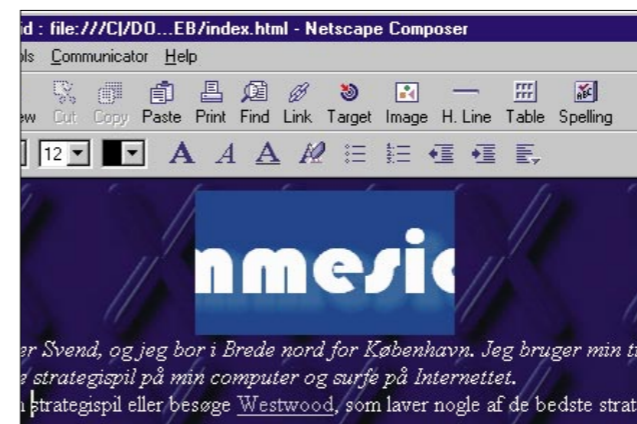 id : file:///C|/DO...EB/index.html - Netscape Composer
ols Communicator Help
ew Cut Copy Paste Print Find Link Target Image H. Line Table Spelling
12 A A A
mmesid
er Svend, og jeg bor i Brede nord for København. Jeg bruger min ti
e strategispil på min computer og surfe på Internettet.
n strategispil eller besøge Westwood, som laver nogle af de bedste strat